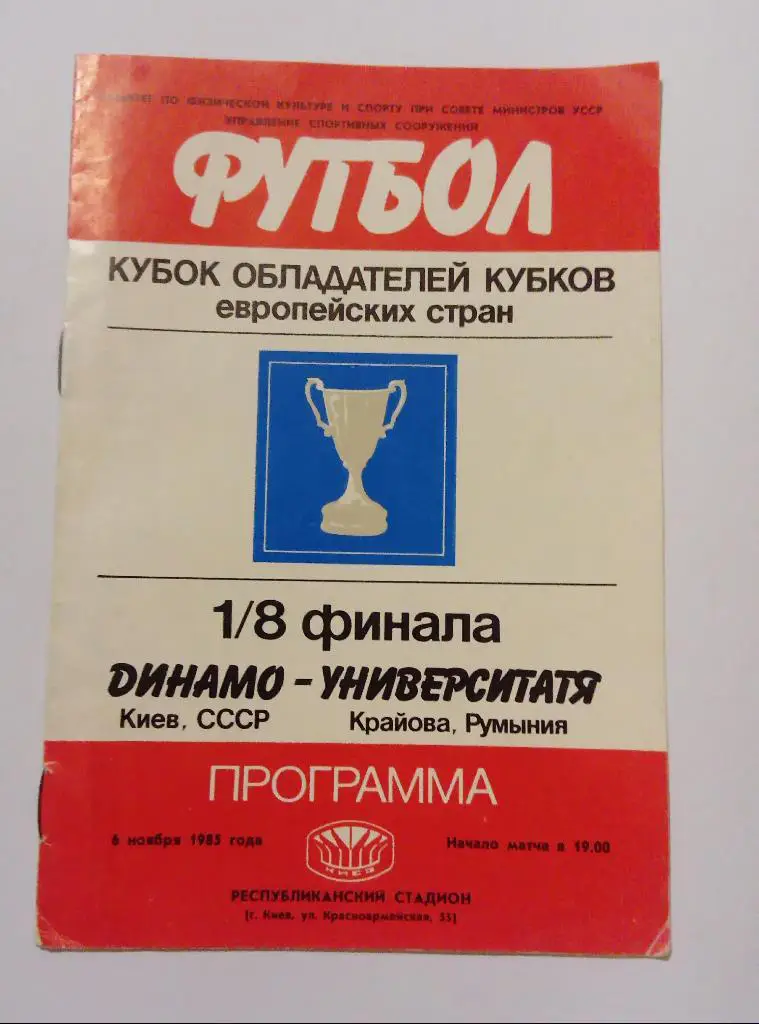 КОМИТЕТ ПО ФИЗИЧЕСКОЙ КУЛЬТУРЕ И СПОРТУ ПРИ СОВЕТЕ МИНИСТРОВ УССР
УПРАВЛЕНИЕ СПОРТИВНЫХ СООРУЖЕНИЙ
ФУТБОЛ
КУБОК ОБЛАДАТЕЛЕЙ КУБКОВ
европейских стран
1/8 финала
ДИНАМО – УНИВЕРСИТАТЯ
Киев, СССР Крайова, Румыния
ПРОГРАММА
6 ноября 1985 года Начало матча в 19.00
КИЕВ
РЕСПУБЛИКАНСКИЙ СТАДИОН
(г. Киев, ул. Красноармейская, 55)